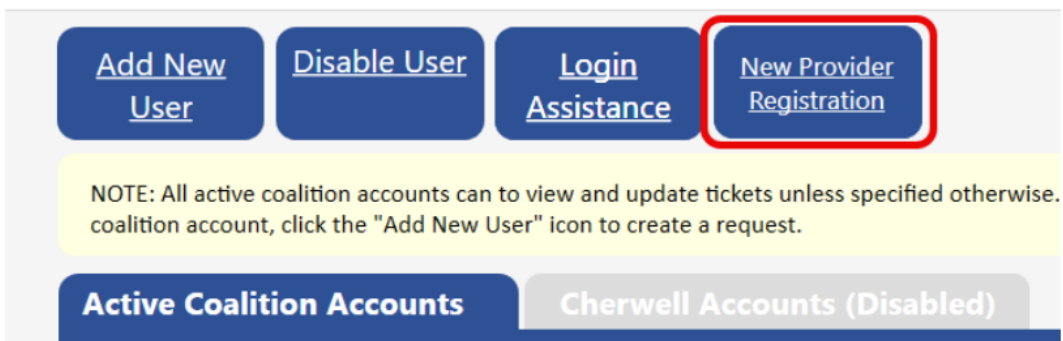 Add New
User
Disable User
Login
Assistance
New Provider
Registration
NOTE: All active coalition accounts can to view and update tickets unless specified otherwise.
coalition account, click the "Add New User" icon to create a request.
Active Coalition Accounts
Cherwell Accounts (Disabled)